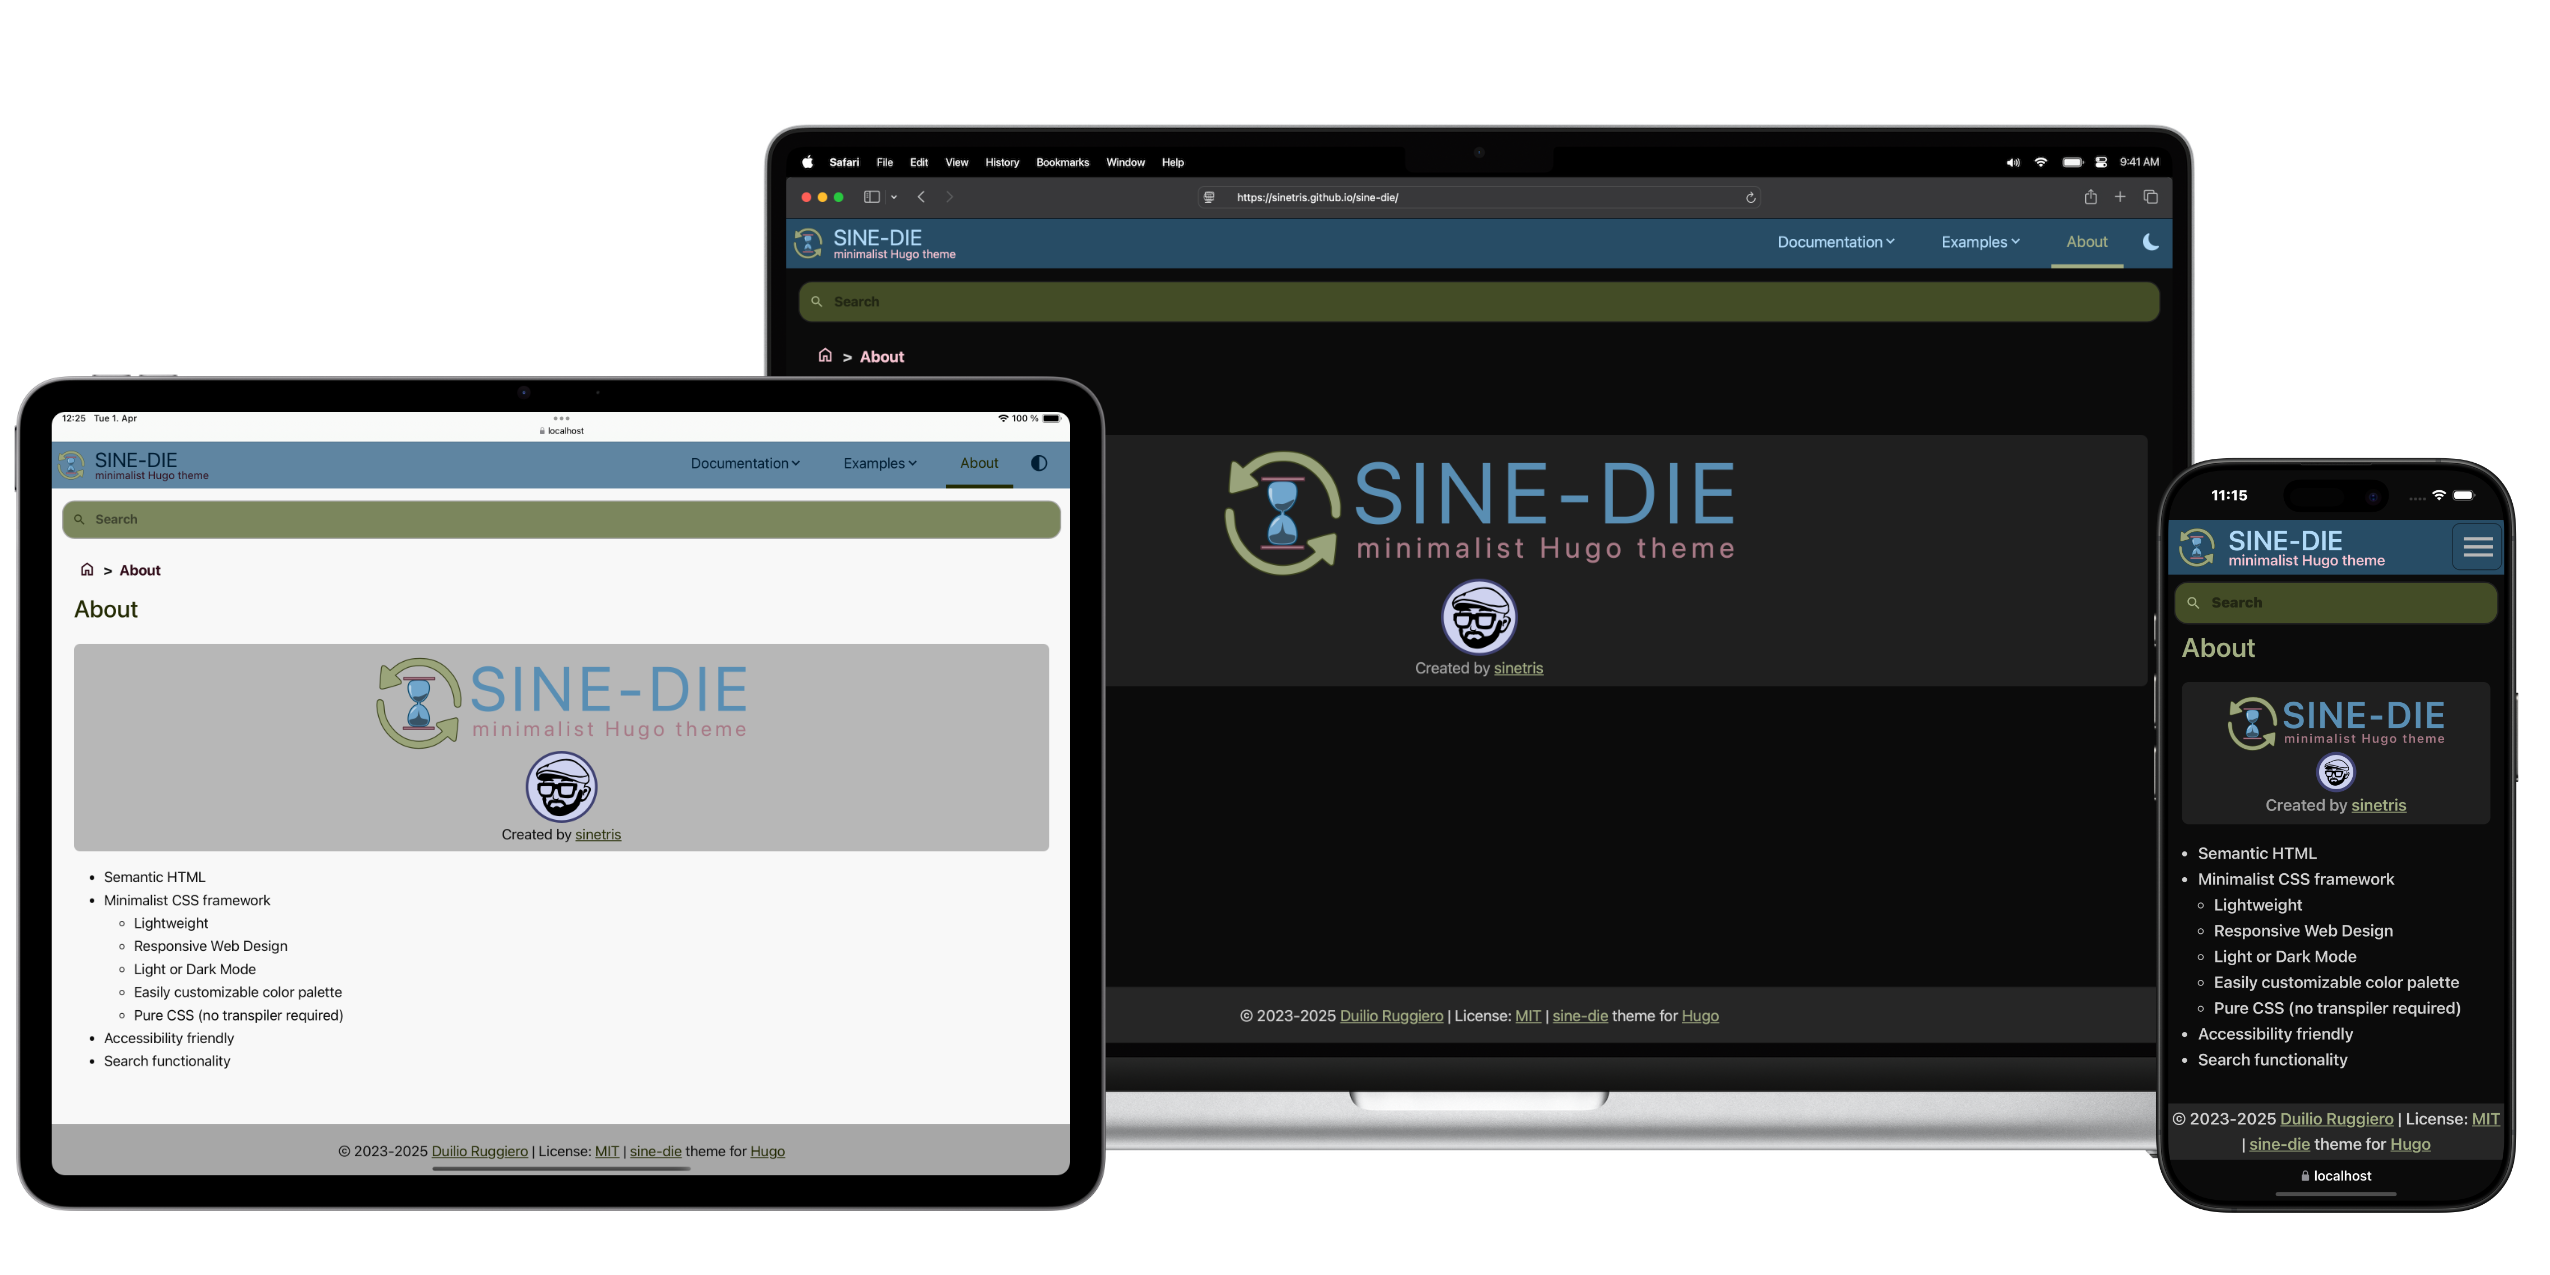 Safari File Edit View History Bookmarks Window Help 9:41 AM
https://sinetris.github.io/sine-die/
SINE-DIE
minimalist Hugo theme
Documentation Examples About
Search
> About
SINE-DIE
minimalist Hugo theme
Created by sinetris
© 2023-2025 Duilio Ruggiero | License: MIT | sine-die theme for Hugo
12:25 Tue 1. Apr 100 %
localhost
SINE-DIE
minimalist Hugo theme
Documentation Examples About
Search
> About
About
SINE-DIE
minimalist Hugo theme
Created by sinetris
• Semantic HTML
• Minimalist CSS framework
◦ Lightweight
◦ Responsive Web Design
◦ Light or Dark Mode
◦ Easily customizable color palette
◦ Pure CSS (no transpiler required)
• Accessibility friendly
• Search functionality
© 2023-2025 Duilio Ruggiero | License: MIT | sine-die theme for Hugo
11:15
SINE-DIE
minimalist Hugo theme
Search
About
SINE-DIE
minimalist Hugo theme
Created by sinetris
• Semantic HTML
• Minimalist CSS framework
◦ Lightweight
◦ Responsive Web Design
◦ Light or Dark Mode
◦ Easily customizable color palette
◦ Pure CSS (no transpiler required)
• Accessibility friendly
• Search functionality
© 2023-2025 Duilio Ruggiero | License: MIT
| sine-die theme for Hugo
localhost